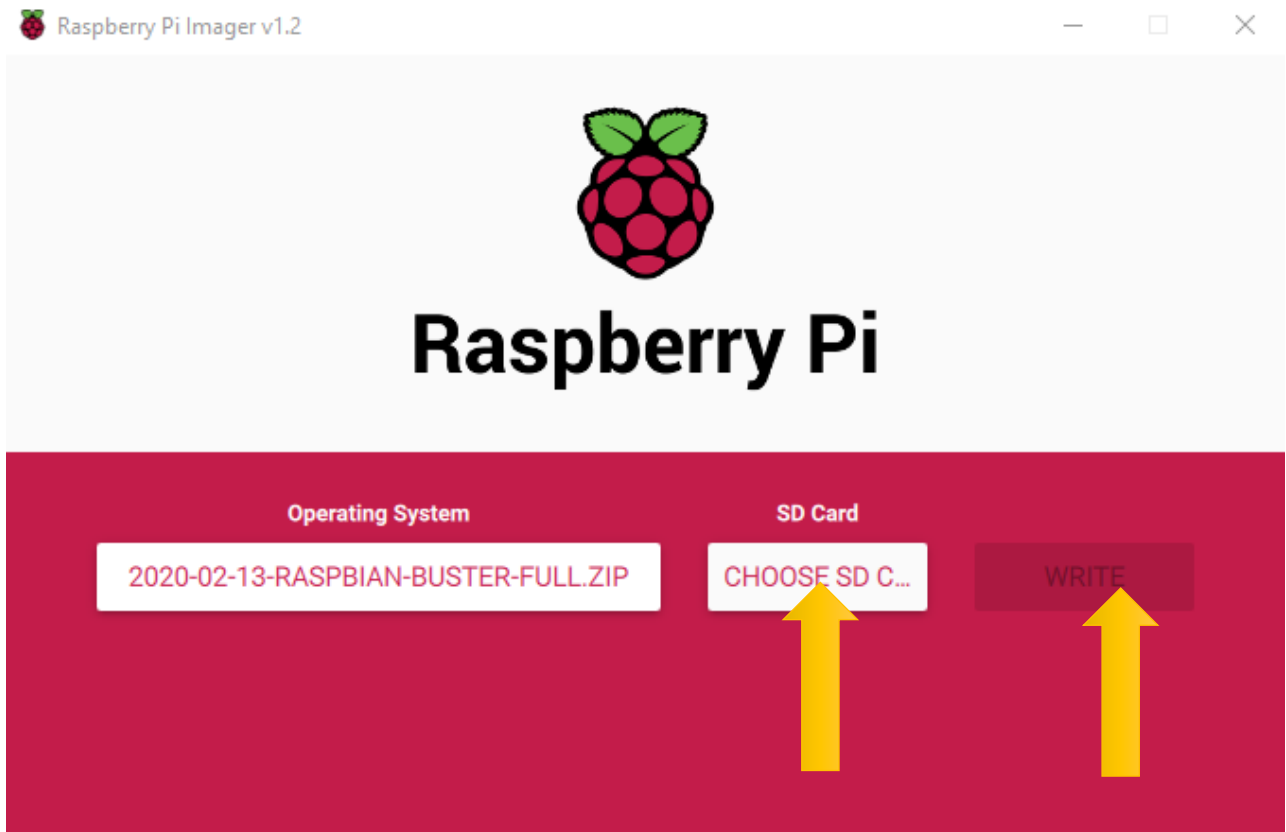 Raspberry Pi Imager v1.2
Raspberry Pi
Operating System
SD Card
2020-02-13-RASPBIAN-BUSTER-FULL.ZIP
CHOOSE SD C...
WRITE